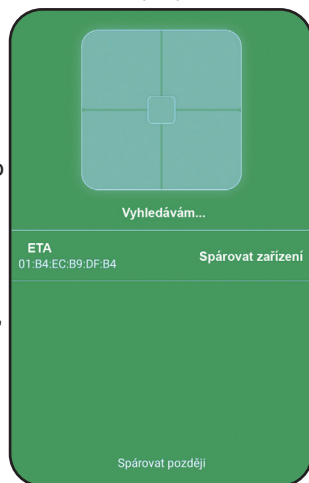 Vyhledávám...
ETA
Spárovat zařízení
01:B4:EC:B9:DF:B4
Spárovat později